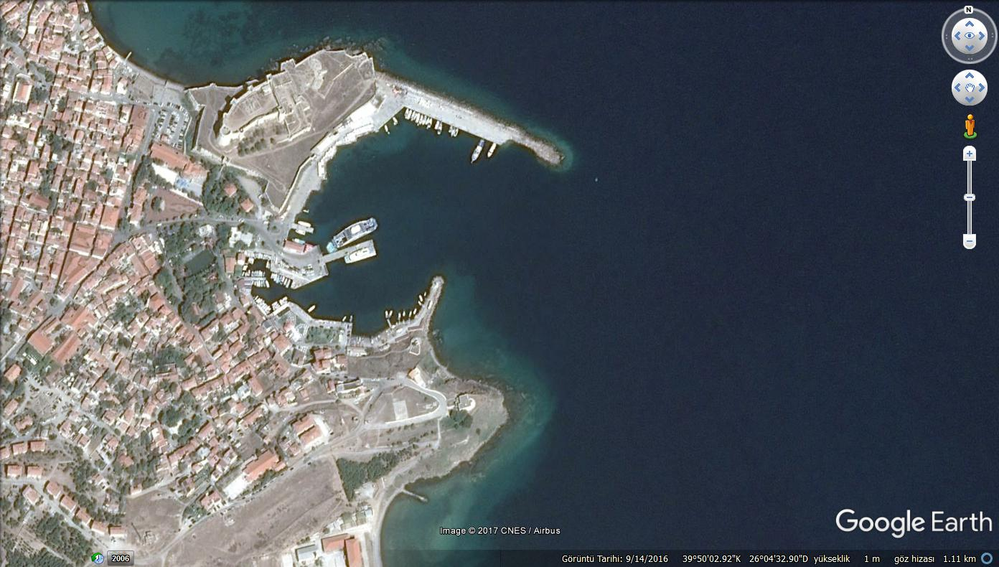 N
Google Earth
Image © 2017 CNES / Airbus
2006
Görüntü Tarihi: 9/14/2016 39°50'02.92"K 26°04'32.90"D yükseklik 1 m göz hizası 1.11 km